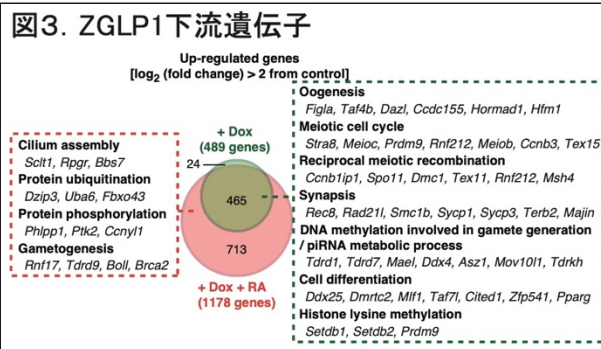 図3. ZGLP1下流遺伝子
Up-regulated genes
[log2 (fold change) > 2 from control]
+ Dox
(489 genes)
24
465
713
+ Dox + RA
(1178 genes)
Cilium assembly
Sclt1, Rpgr, Bbs7
Protein ubiquitination
Dzip3, Uba6, Fbxo43
Protein phosphorylation
Phlpp1, Ptk2, Ccnyl1
Gametogenesis
Rnf17, Tdrd9, Boll, Brca2
Oogenesis
Figla, Taf4b, Dazl, Ccdc155, Hormad1, Hfm1
Meiotic cell cycle
Stra8, Meioc, Prdm9, Rnf212, Meiob, Ccnb3, Tex15
Reciprocal meiotic recombination
Ccnb1ip1, Spo11, Dmc1, Tex11, Rnf212, Msh4
Synapsis
Rec8, Rad21l, Smc1b, Sycp1, Sycp3, Terb2, Majin
DNA methylation involved in gamete generation
/ piRNA metabolic process
Tdrd1, Tdrd7, Mael, Ddx4, Asz1, Mov10l1, Tdrkh
Cell differentiation
Ddx25, Dmrtc2, Mlf1, Taf7l, Cited1, Zfp541, Pparg
Histone lysine methylation
Setdb1, Setdb2, Prdm9